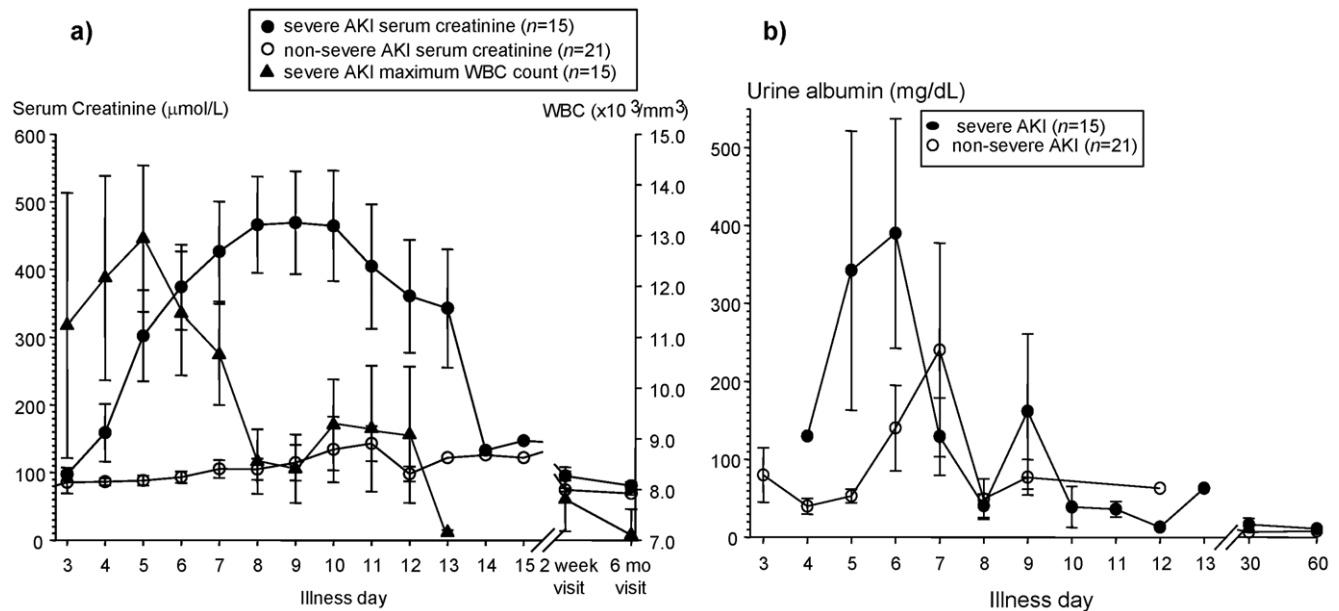 a)
severe AKI serum creatinine (n=15)
non-severe AKI serum creatinine (n=21)
severe AKI maximum WBC count (n=15)
Serum Creatinine (μmol/L)
WBC (x10³/mm³)
600
500
400
300
200
100
0
15.0
14.0
13.0
12.0
11.0
10.0
9.0
8.0
7.0
3 4 5 6 7 8 9 10 11 12 13 14 15 2 week visit 6 mo visit
Illness day
b)
Urine albumin (mg/dL)
severe AKI (n=15)
non-severe AKI (n=21)
500
400
300
200
100
0
3 4 5 6 7 8 9 10 11 12 13 30 60
Illness day